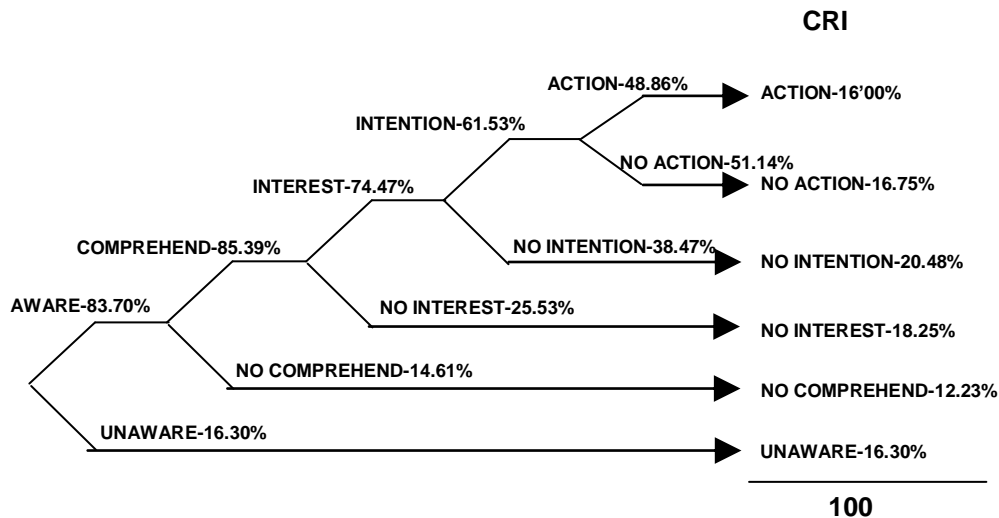 CRI
ACTION-48.86%
ACTION-16’00%
INTENTION-61.53%
NO ACTION-51.14%
NO ACTION-16.75%
INTEREST-74.47%
COMPREHEND-85.39%
NO INTENTION-38.47%
NO INTENTION-20.48%
AWARE-83.70%
NO INTEREST-25.53%
NO INTEREST-18.25%
NO COMPREHEND-14.61%
NO COMPREHEND-12.23%
UNAWARE-16.30%
UNAWARE-16.30%
100